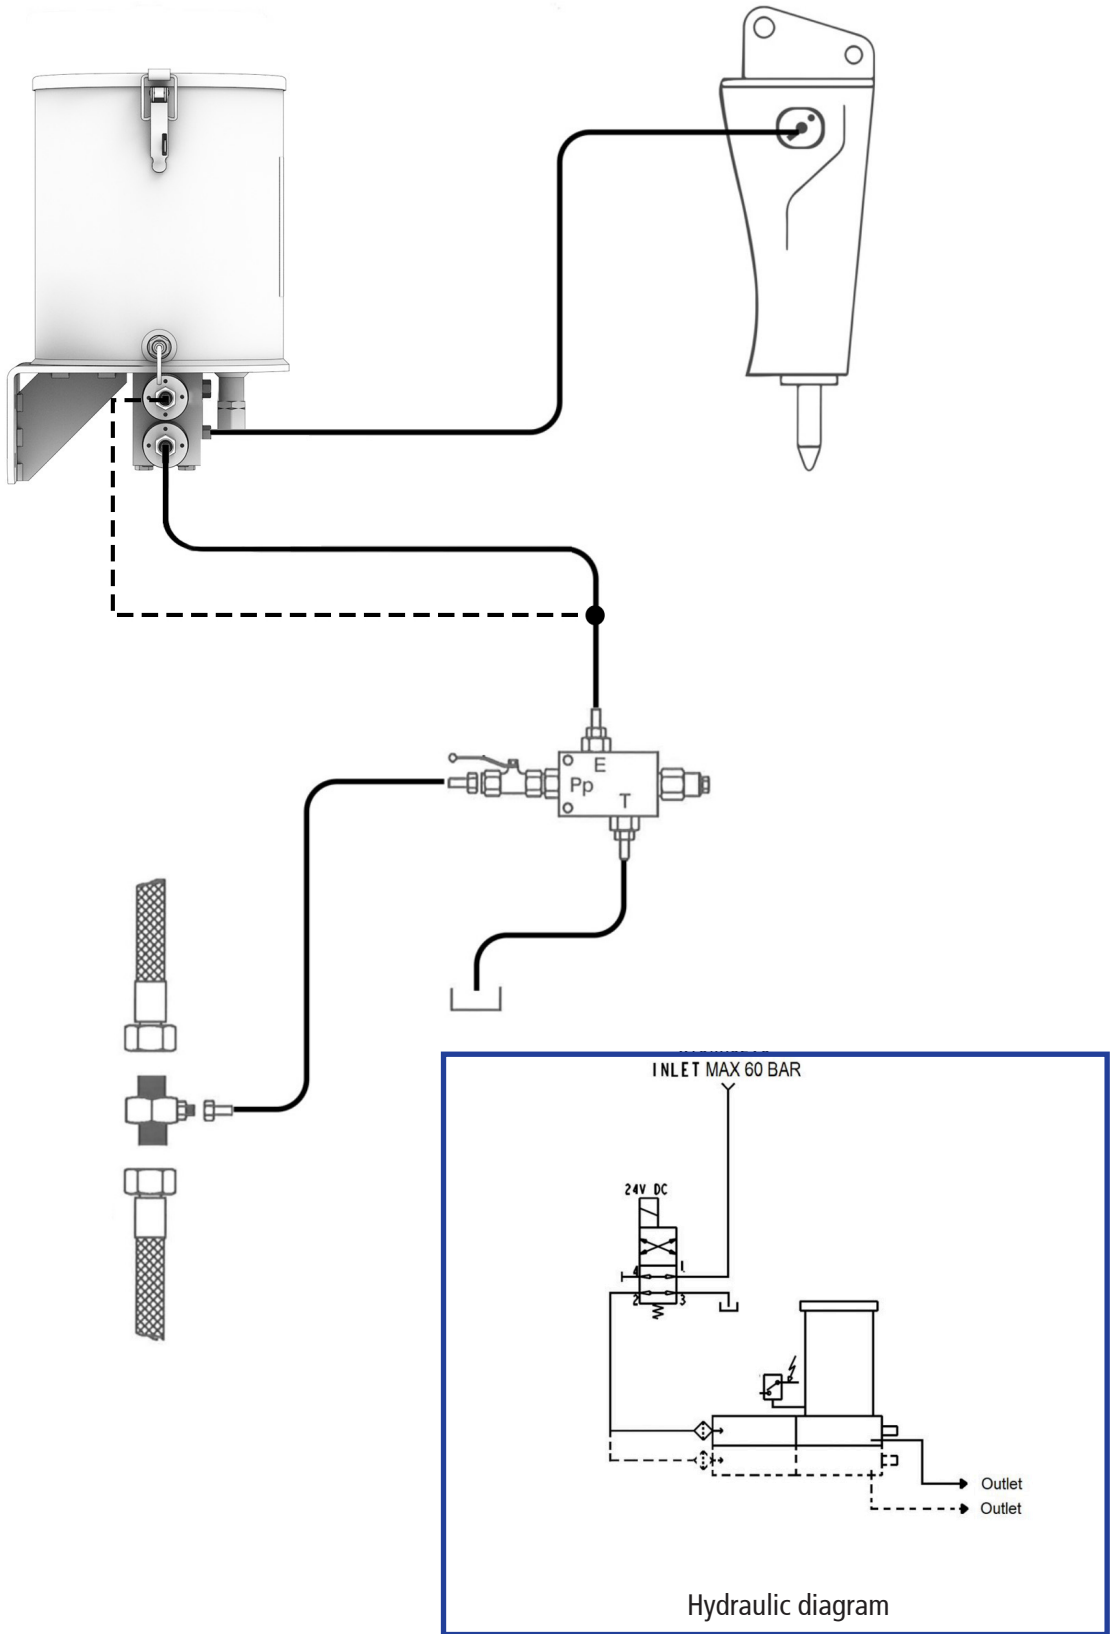 E
Pp
T
INLET MAX 60 BAR
24V DC
4 1
2 3
Outlet
Outlet
Hydraulic diagram